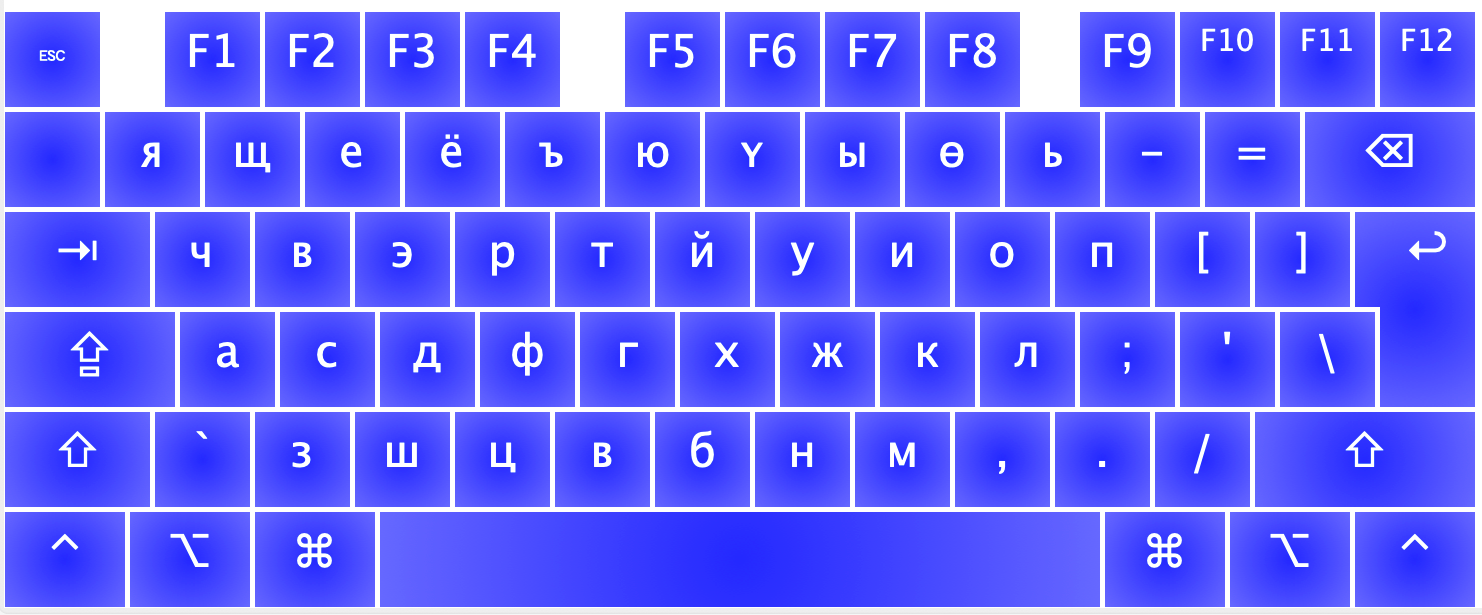 ESC F1 F2 F3 F4 F5 F6 F7 F8 F9 F10 F11 F12
я щ е ё ъ ю ү ы ө ь - = ⌫
⇥ ч в э р т й у и о п [ ] ↩
⇪ а с д ф г х ж к л ; ' \
⇧ ` з ш ц в б н м , . / ⇧
⌃ ⌥ ⌘ ⌘ ⌥ ⌃